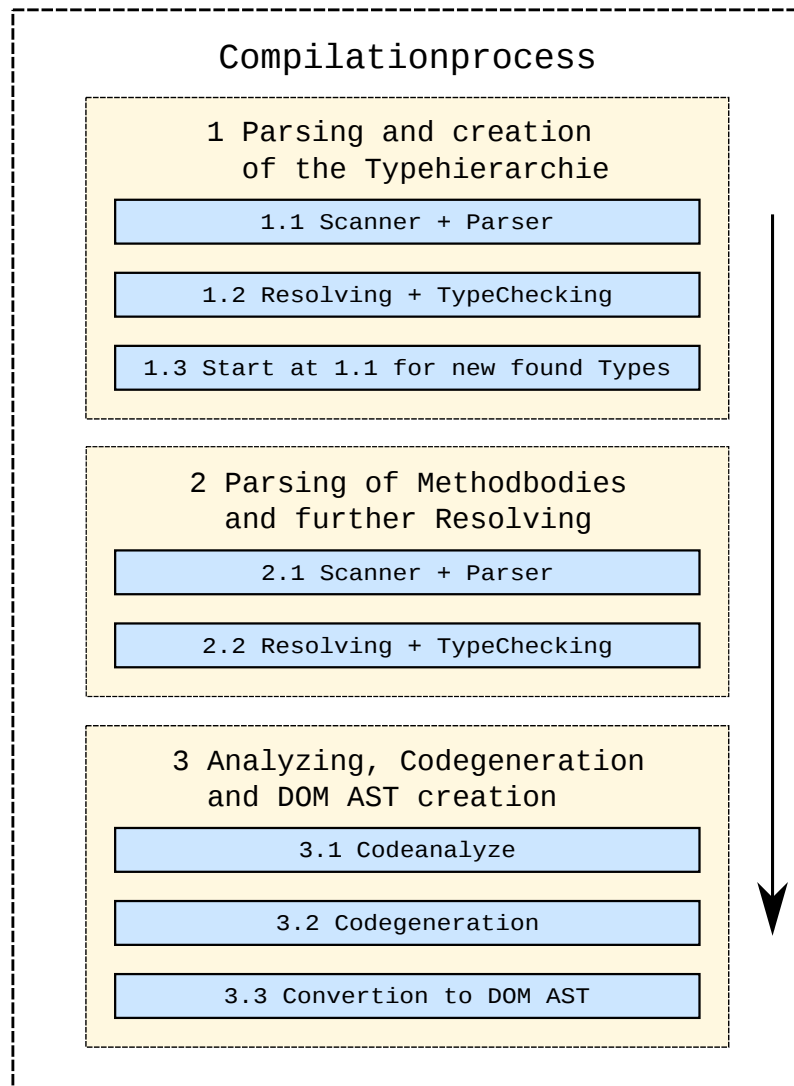 Compilationprocess
1 Parsing and creation
of the Typehierarchie
1.1 Scanner + Parser
1.2 Resolving + TypeChecking
1.3 Start at 1.1 for new found Types
2 Parsing of Methodbodies
and further Resolving
2.1 Scanner + Parser
2.2 Resolving + TypeChecking
3 Analyzing, Codegeneration
and DOM AST creation
3.1 Codeanalyze
3.2 Codegeneration
3.3 Convertion to DOM AST